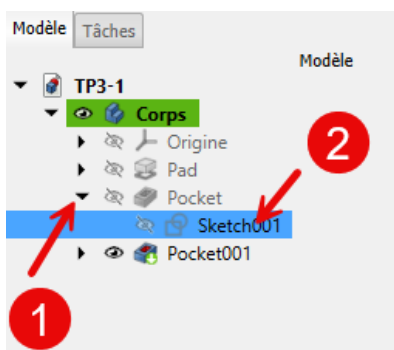 Modèle Tâches
Modèle
TP3-1
Corps
Origine
2
Pad
Pocket
Sketch001
Pocket001
1